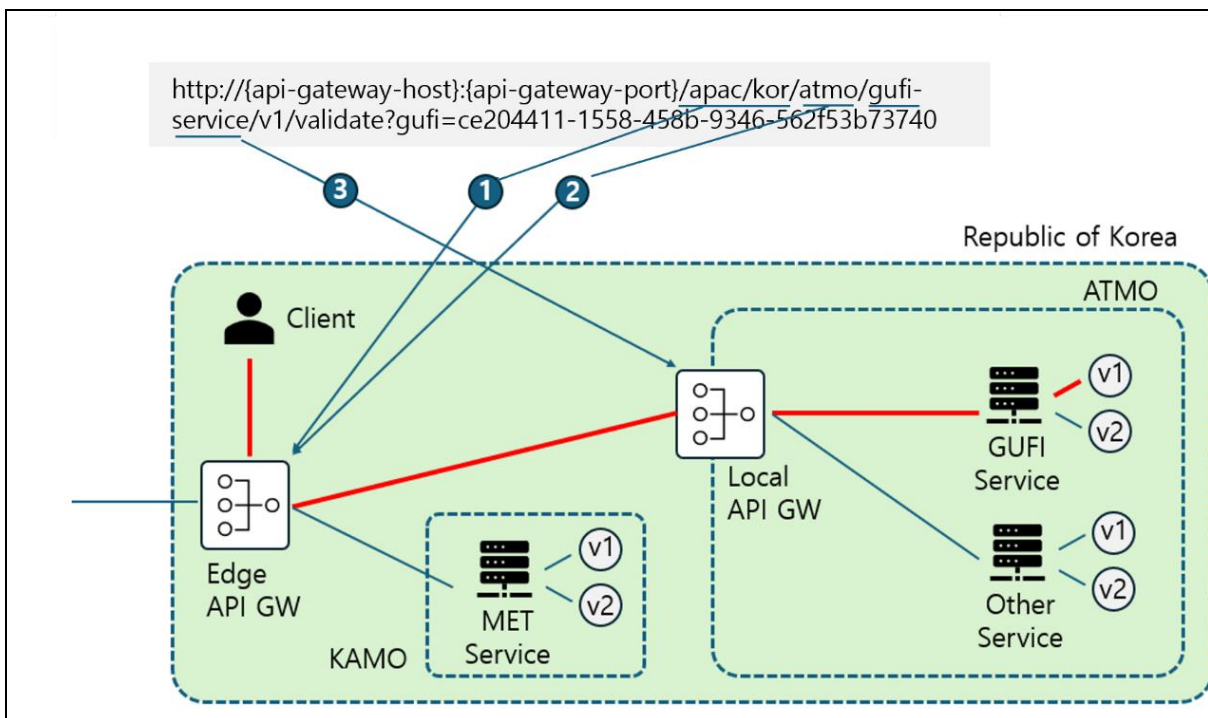 http://{api-gateway-host}:{api-gateway-port}/apac/kor/atmo/gufi-
service/v1/validate?gufi=ce204411-1558-458b-9346-562f53b73740
3
1
2
Republic of Korea
ATMO
Client
v1
v2
GUFI
Service
Local
API GW
Edge
API GW
v1
v2
MET
Service
KAMO
v1
v2
Other
Service